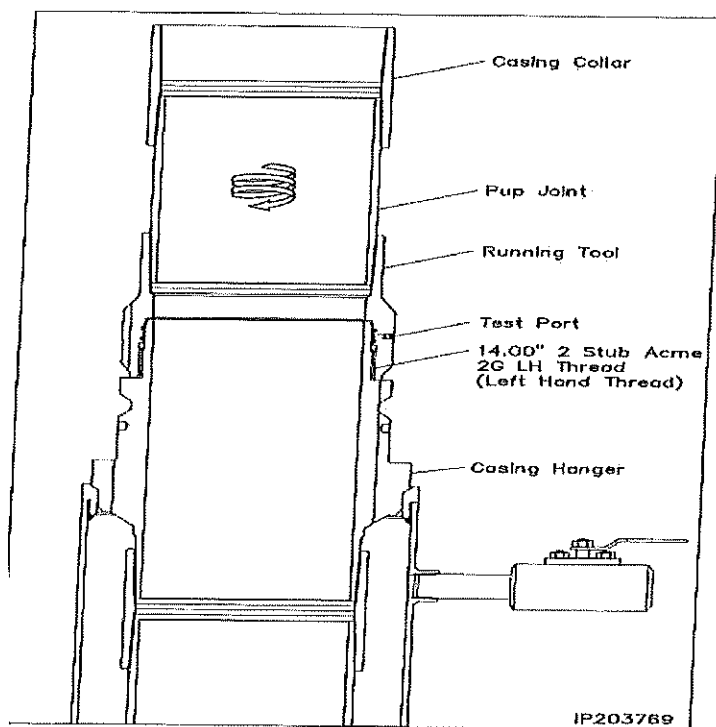 Casing Collar
Pup Joint
Running Tool
Test Port
14.00" 2 Stub Acme
2G LH Thread
(Left Hand Thread)
Casing Hanger
IP203769